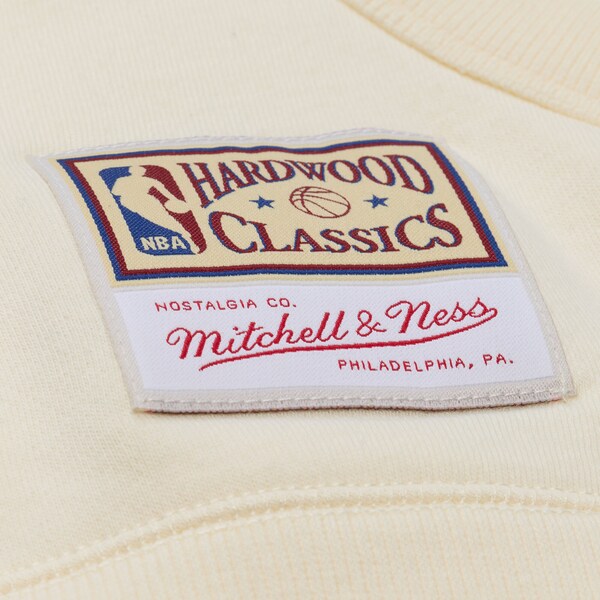 HARDWOOD
CLASSICS
NBA
NOSTALGIA CO.
Mitchell & Ness
PHILADELPHIA, PA.